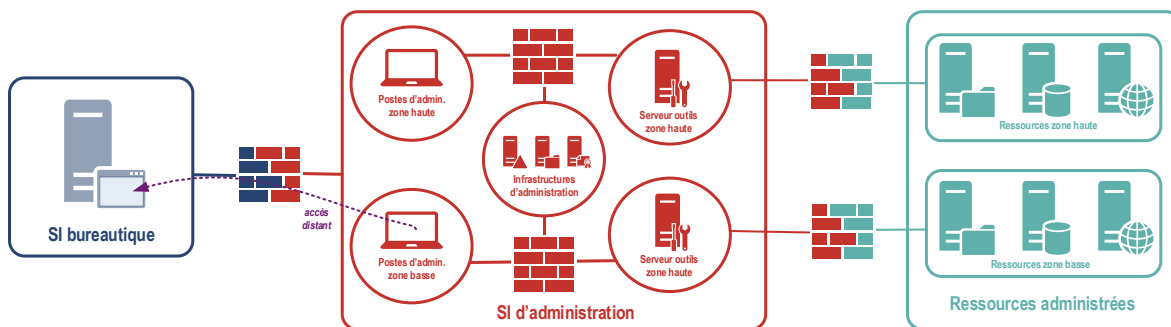 Postes d'admin.
zone haute
Serveur outils
zone haute
Ressources zone haute
Infrastructures
d'administration
accès
distant
SI bureautique
Postes d'admin.
zone basse
Serveur outils
zone haute
Ressources zone basse
SI d'administration
Ressources administrées